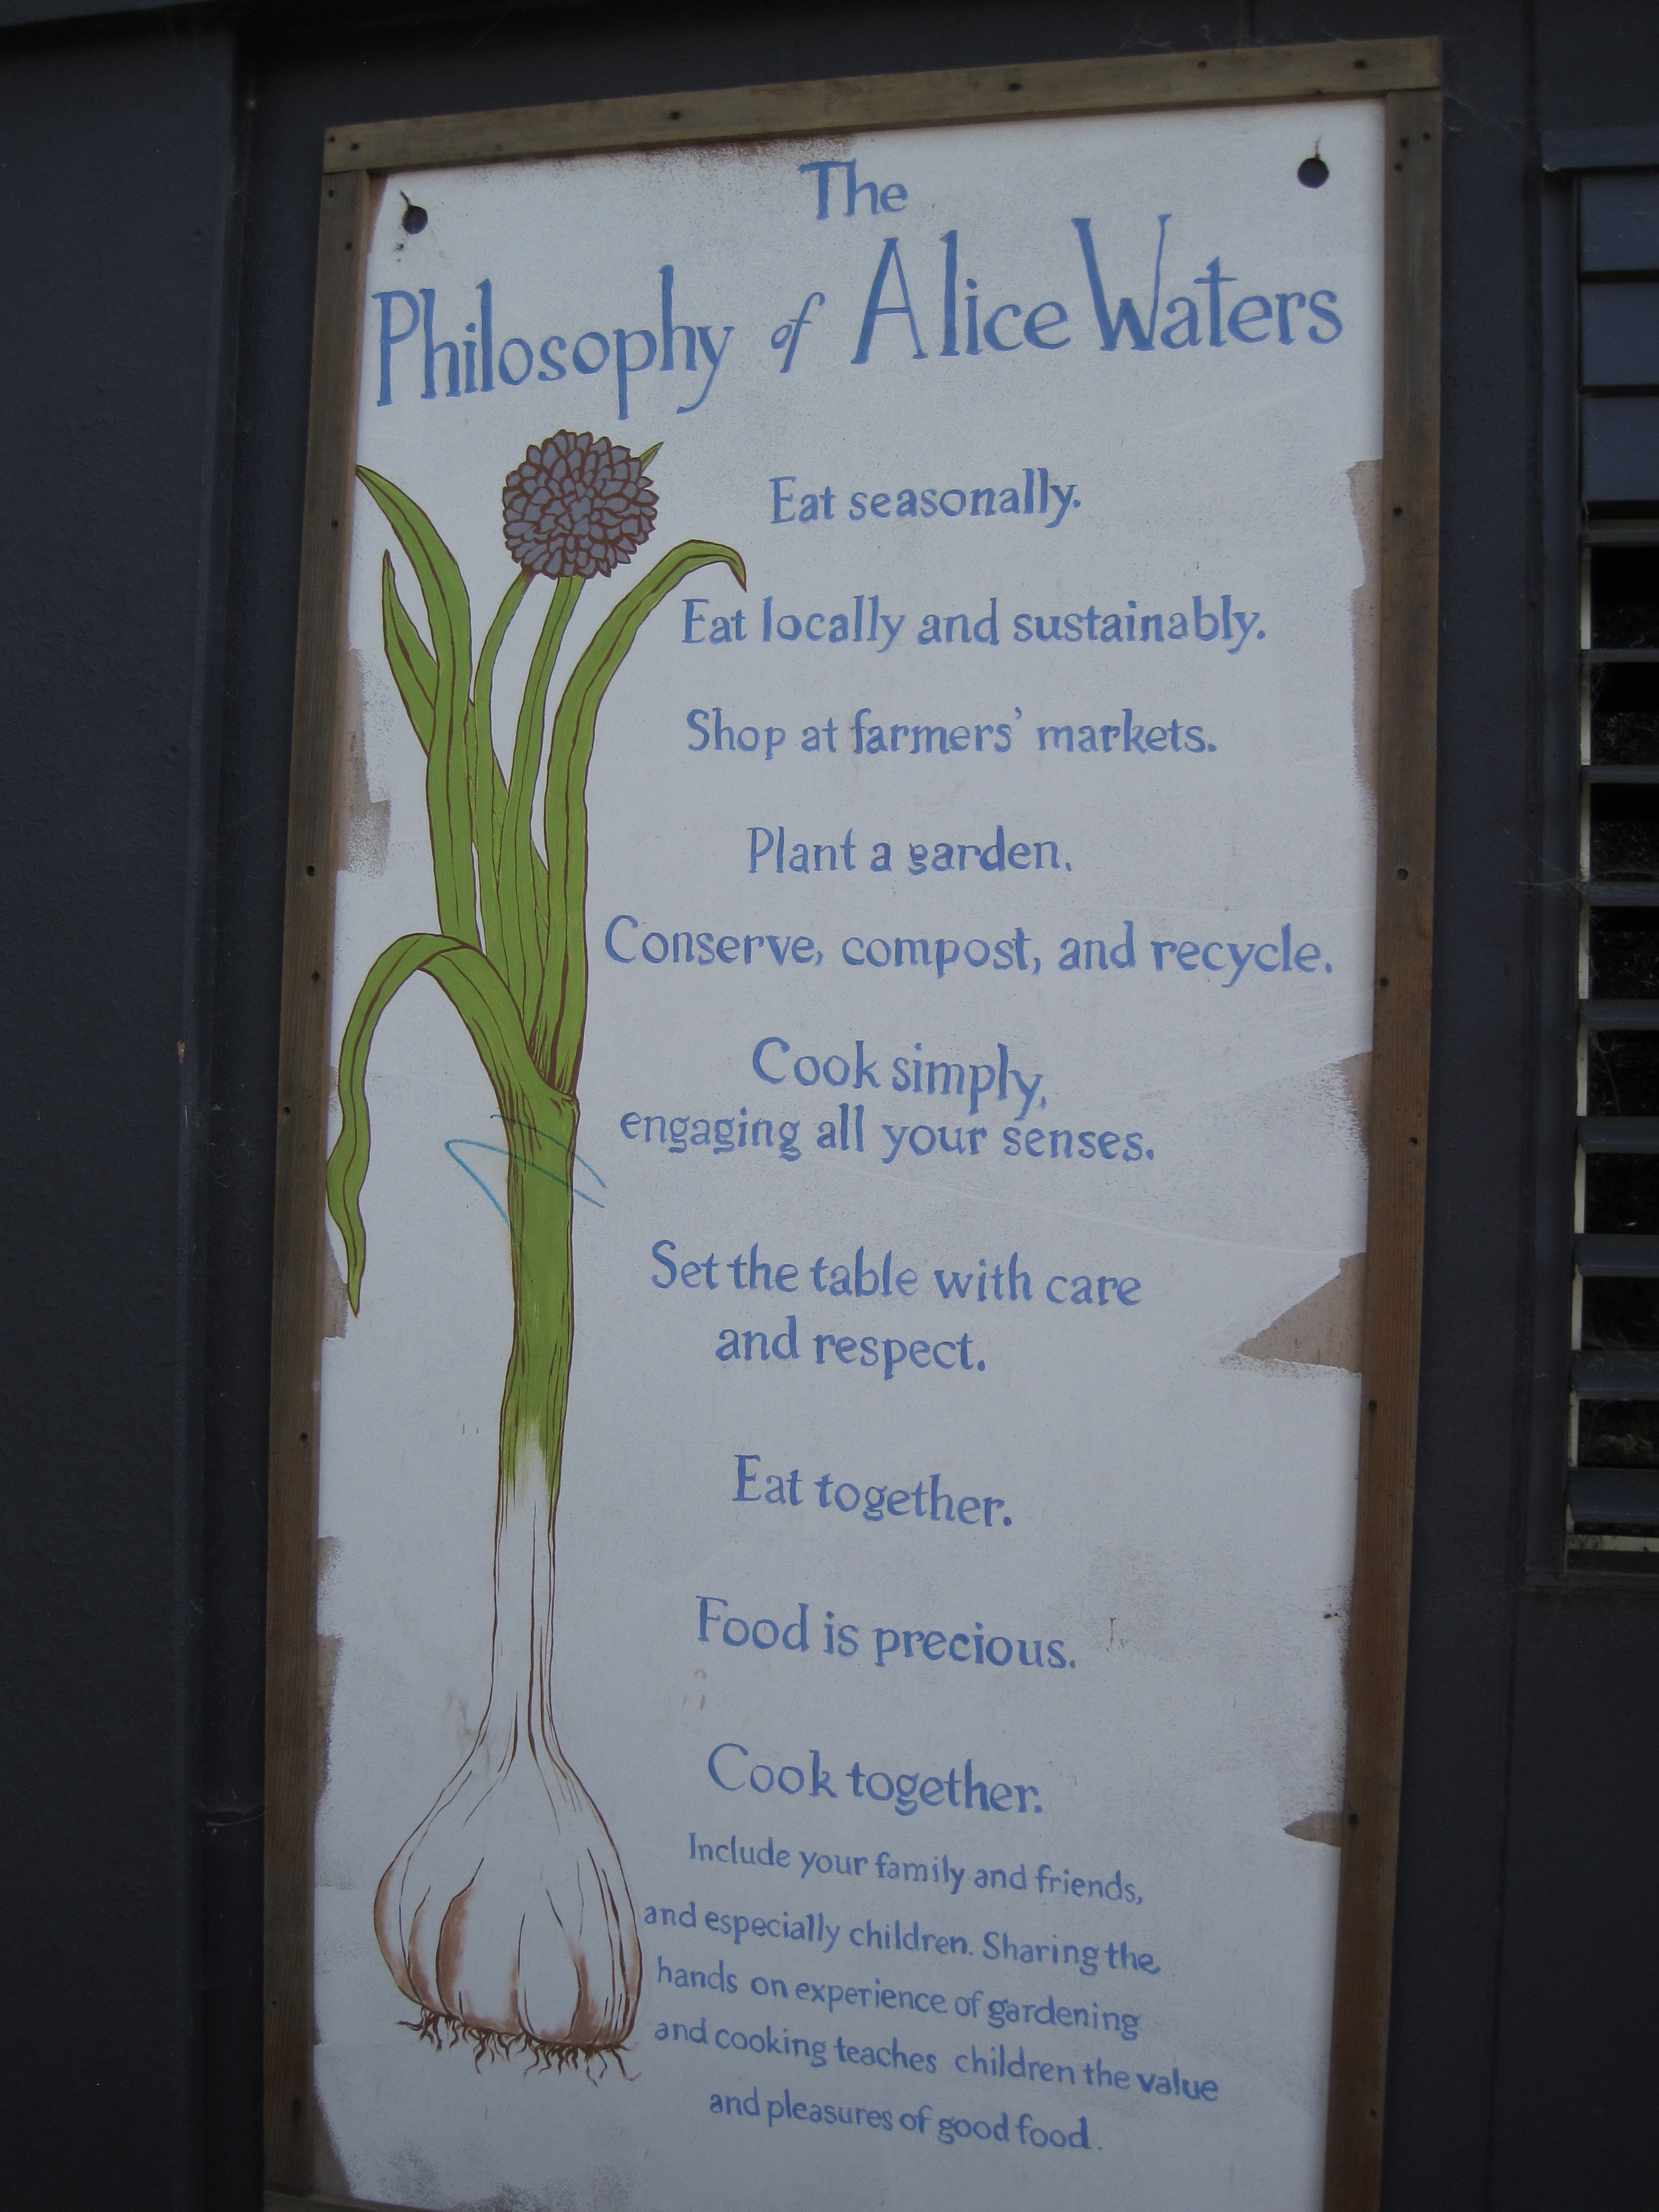 The
Philosophy of Alice Waters
Eat seasonally.
Eat locally and sustainably.
Shop at farmers' markets.
Plant a garden.
Conserve, compost, and recycle.
Cook simply,
engaging all your senses.
Set the table with care
and respect.
Eat together.
Food is precious.
Cook together.
Include your family and friends,
and especially children. Sharing the
hands on experience of gardening
and cooking teaches children the value
and pleasures of good food.